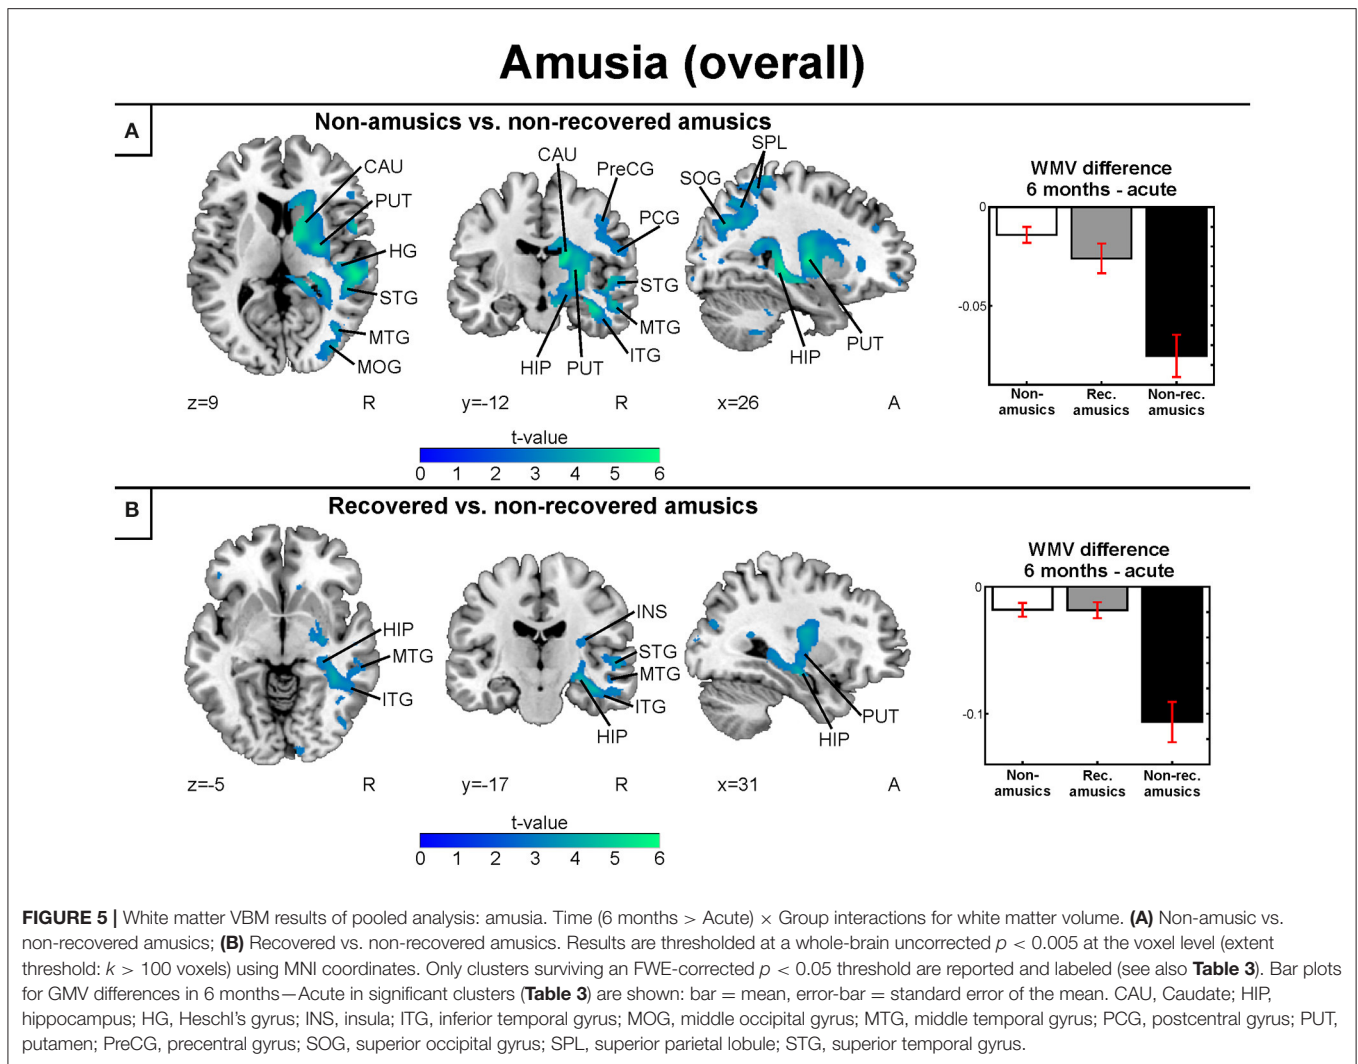 Amusia (overall)
A
Non-amusics vs. non-recovered amusics
CAU
PUT
HG
STG
MTG
MOG
z=9
R
CAU
PreCG
PCG
STG
MTG
ITG
HIP
PUT
y=-12
R
SPL
SOG
HIP
PUT
x=26
A
WMV difference
6 months - acute
0
-0.05
Non-
amusics
Rec.
amusics
Non-rec.
amusics
t-value
0 1 2 3 4 5 6
B
Recovered vs. non-recovered amusics
HIP
MTG
ITG
z=-5
R
INS
STG
MTG
ITG
HIP
y=-17
R
PUT
HIP
x=31
A
WMV difference
6 months - acute
0
-0.1
Non-
amusics
Rec.
amusics
Non-rec.
amusics
t-value
0 1 2 3 4 5 6
FIGURE 5 | White matter VBM results of pooled analysis: amusia. Time (6 months > Acute) × Group interactions for white matter volume. (A) Non-amusic vs.
non-recovered amusics; (B) Recovered vs. non-recovered amusics. Results are thresholded at a whole-brain uncorrected p < 0.005 at the voxel level (extent
threshold: k > 100 voxels) using MNI coordinates. Only clusters surviving an FWE-corrected p < 0.05 threshold are reported and labeled (see also Table 3). Bar plots
for GMV differences in 6 months—Acute in significant clusters (Table 3) are shown: bar = mean, error-bar = standard error of the mean. CAU, Caudate; HIP,
hippocampus; HG, Heschl's gyrus; INS, insula; ITG, inferior temporal gyrus; MOG, middle occipital gyrus; MTG, middle temporal gyrus; PCG, postcentral gyrus; PUT,
putamen; PreCG, precentral gyrus; SOG, superior occipital gyrus; SPL, superior parietal lobule; STG, superior temporal gyrus.